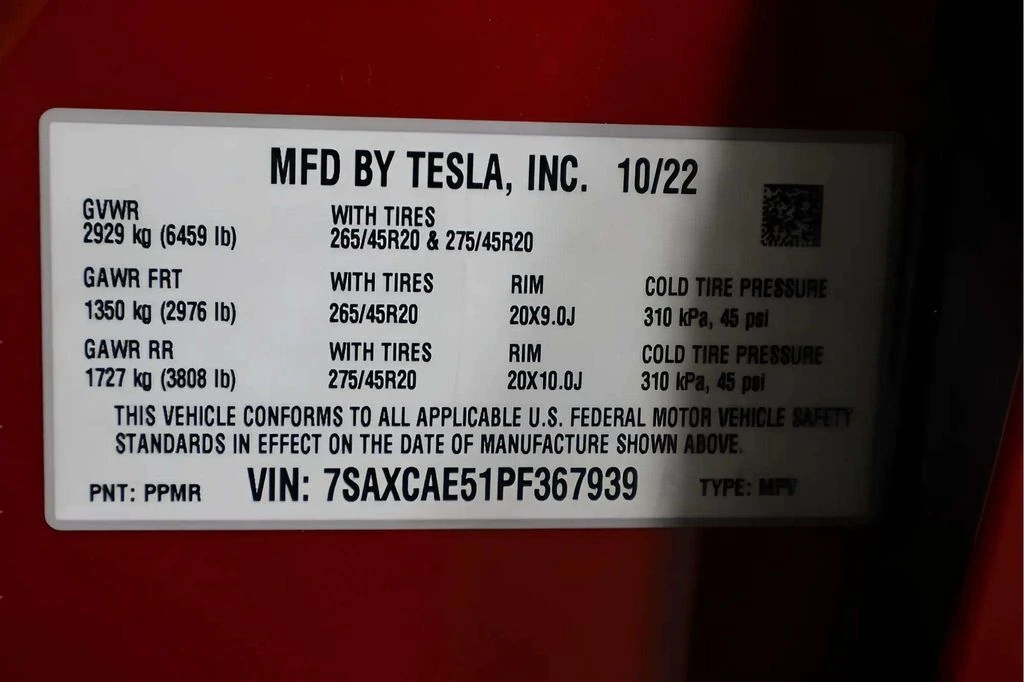 MFD BY TESLA, INC. 10/22
GVWR WITH TIRES
2929 kg (6459 lb) 265/45R20 & 275/45R20
GAWR FRT WITH TIRES RIM COLD TIRE PRESSURE
1350 kg (2976 lb) 265/45R20 20X9.0J 310 kPa, 45 psi
GAWR RR WITH TIRES RIM COLD TIRE PRESSURE
1727 kg (3808 lb) 275/45R20 20X10.0J 310 kPa, 45 psi
THIS VEHICLE CONFORMS TO ALL APPLICABLE U.S. FEDERAL MOTOR VEHICLE SAFETY
STANDARDS IN EFFECT ON THE DATE OF MANUFACTURE SHOWN ABOVE.
PNT: PPMR VIN: 7SAXCAE51PF367939 TYPE: MPV